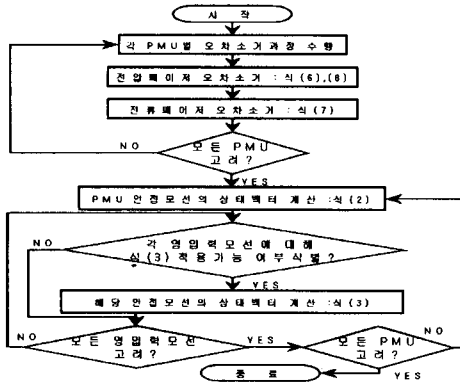 시 작
각 PMU별 오차소거과정 수행
전압페이저 오차소거 : 식(6),(8)
전류페이저 오차소거 : 식(7)
NO
모든 PMU
고려?
YES
PMU 인접모선의 상태벡터 계산 :식(2)
NO
각 영입력모선에 대해
식(3) 적용가능 여부식별?
YES
해당 인접모선의 상태벡터 계산 :식(3)
NO
모든 영입력모선
고려?
YES
모든 PMU
고려?
NO
YES
종 료